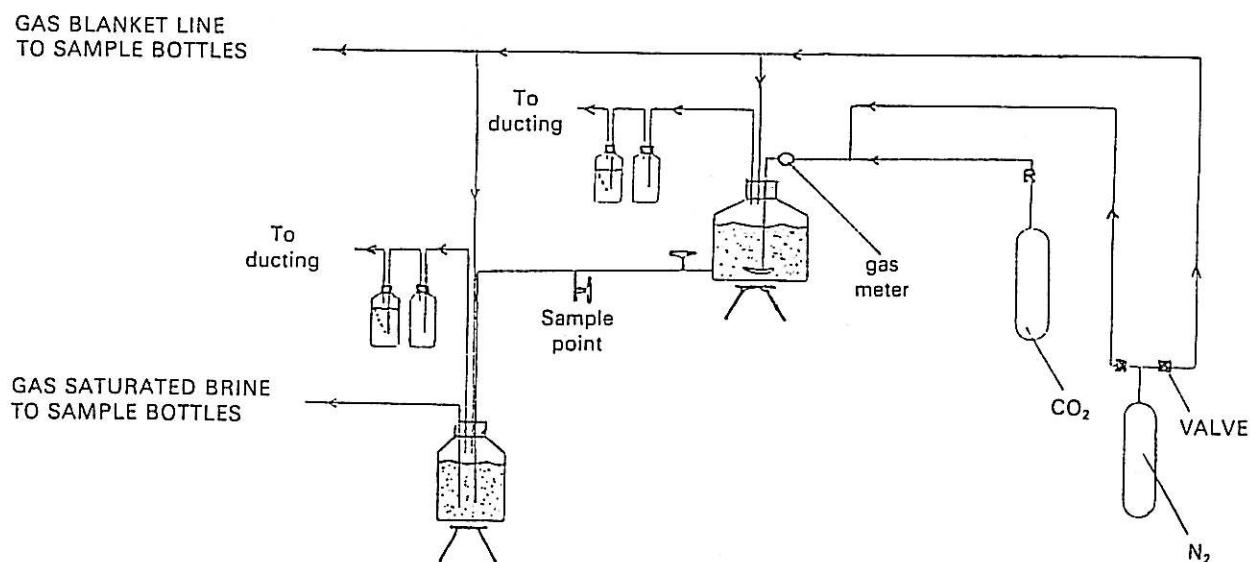 GAS BLANKET LINE
TO SAMPLE BOTTLES
To
ducting
To
ducting
gas
meter
Sample
point
GAS SATURATED BRINE
TO SAMPLE BOTTLES
CO₂
VALVE
N₂